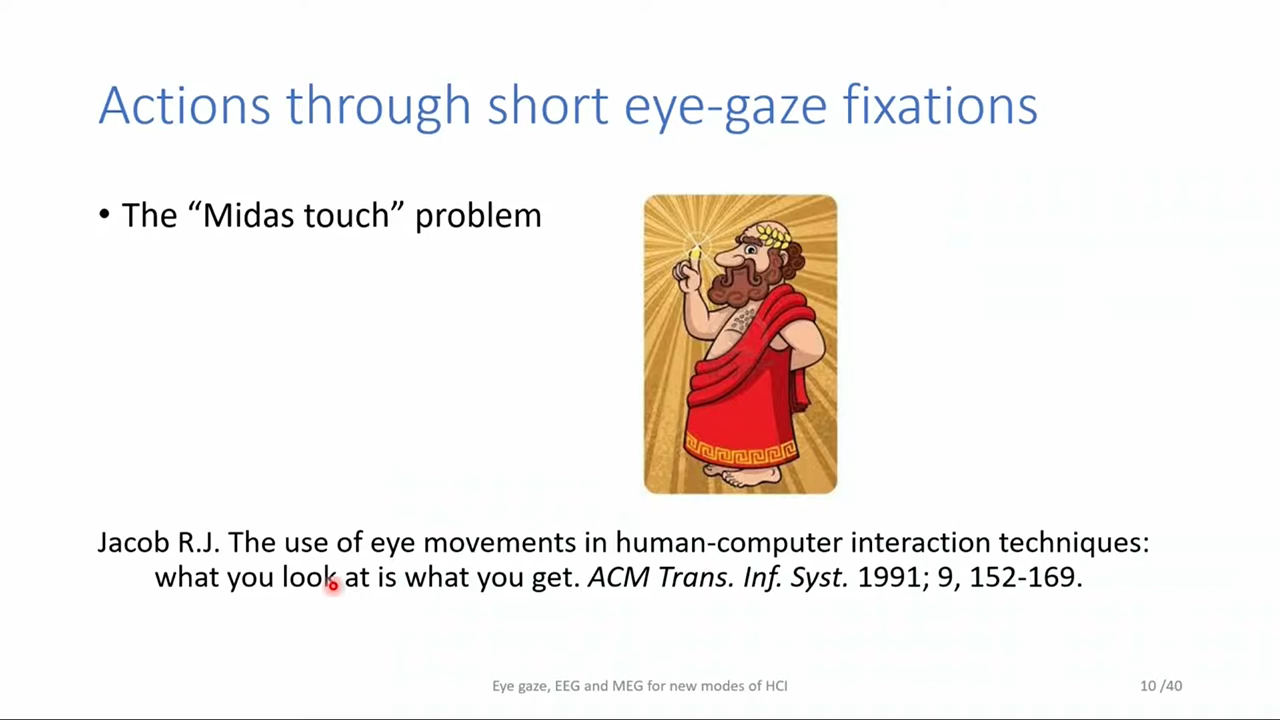 Actions through short eye-gaze fixations
• The “Midas touch” problem
Jacob R.J. The use of eye movements in human-computer interaction techniques:
what you look at is what you get. ACM Trans. Inf. Syst. 1991; 9, 152-169.
Eye gaze, EEG and MEG for new modes of HCI
10 /40